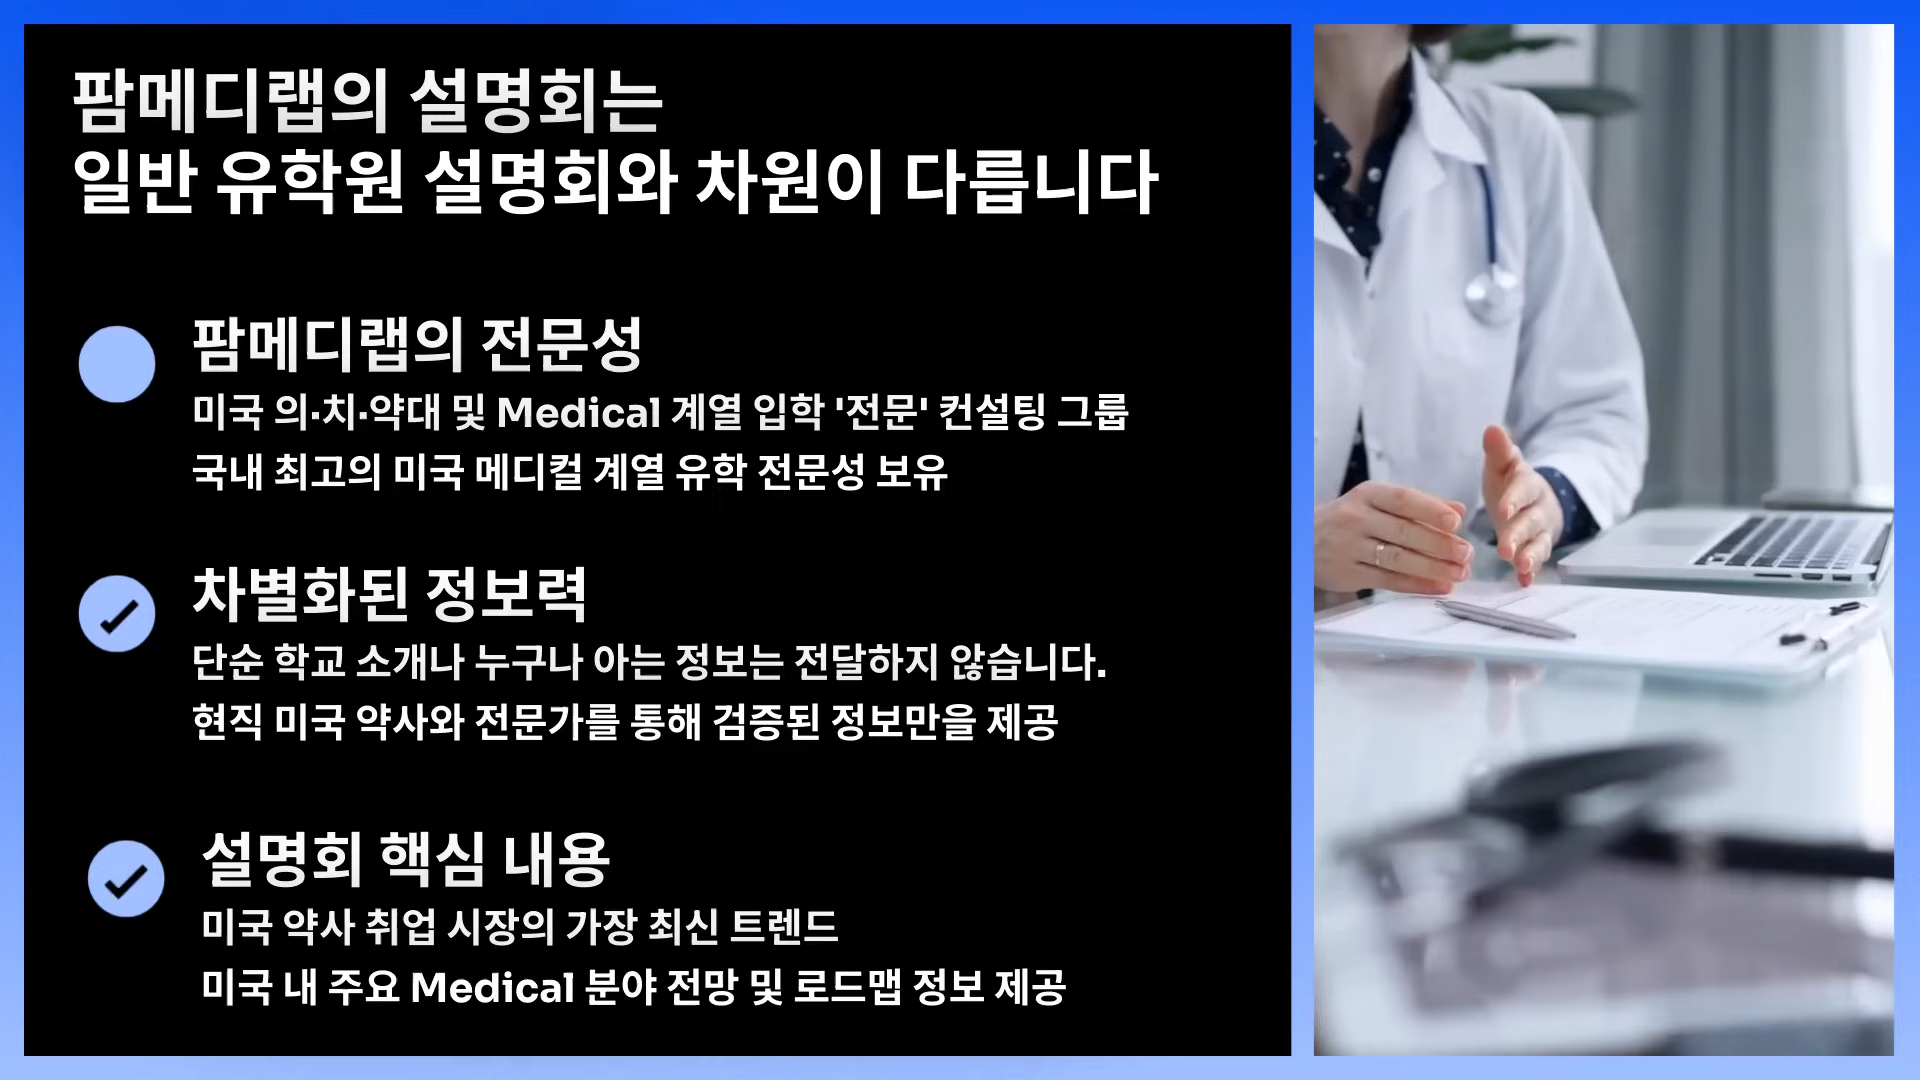 팜메디랩의 설명회는
일반 유학원 설명회와 차원이 다릅니다
팜메디랩의 전문성
미국 의·치·약대 및 Medical 계열 입학 '전문' 컨설팅 그룹
국내 최고의 미국 메디컬 계열 유학 전문성 보유
차별화된 정보력
단순 학교 소개나 누구나 아는 정보는 전달하지 않습니다.
현직 미국 약사와 전문가를 통해 검증된 정보만을 제공
설명회 핵심 내용
미국 약사 취업 시장의 가장 최신 트렌드
미국 내 주요 Medical 분야 전망 및 로드맵 정보 제공